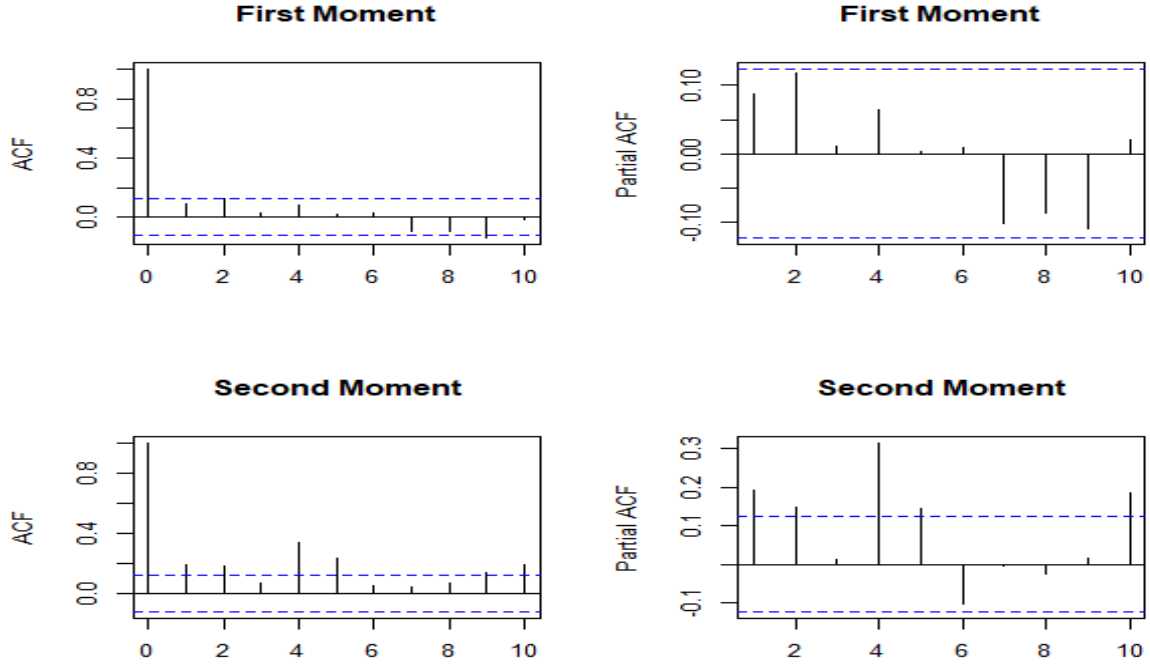 First Moment
ACF
0.0 0.4 0.8
0 2 4 6 8 10
First Moment
Partial ACF
-0.10 0.00 0.10
2 4 6 8 10
Second Moment
ACF
0.0 0.4 0.8
0 2 4 6 8 10
Second Moment
Partial ACF
-0.1 0.1 0.2 0.3
2 4 6 8 10